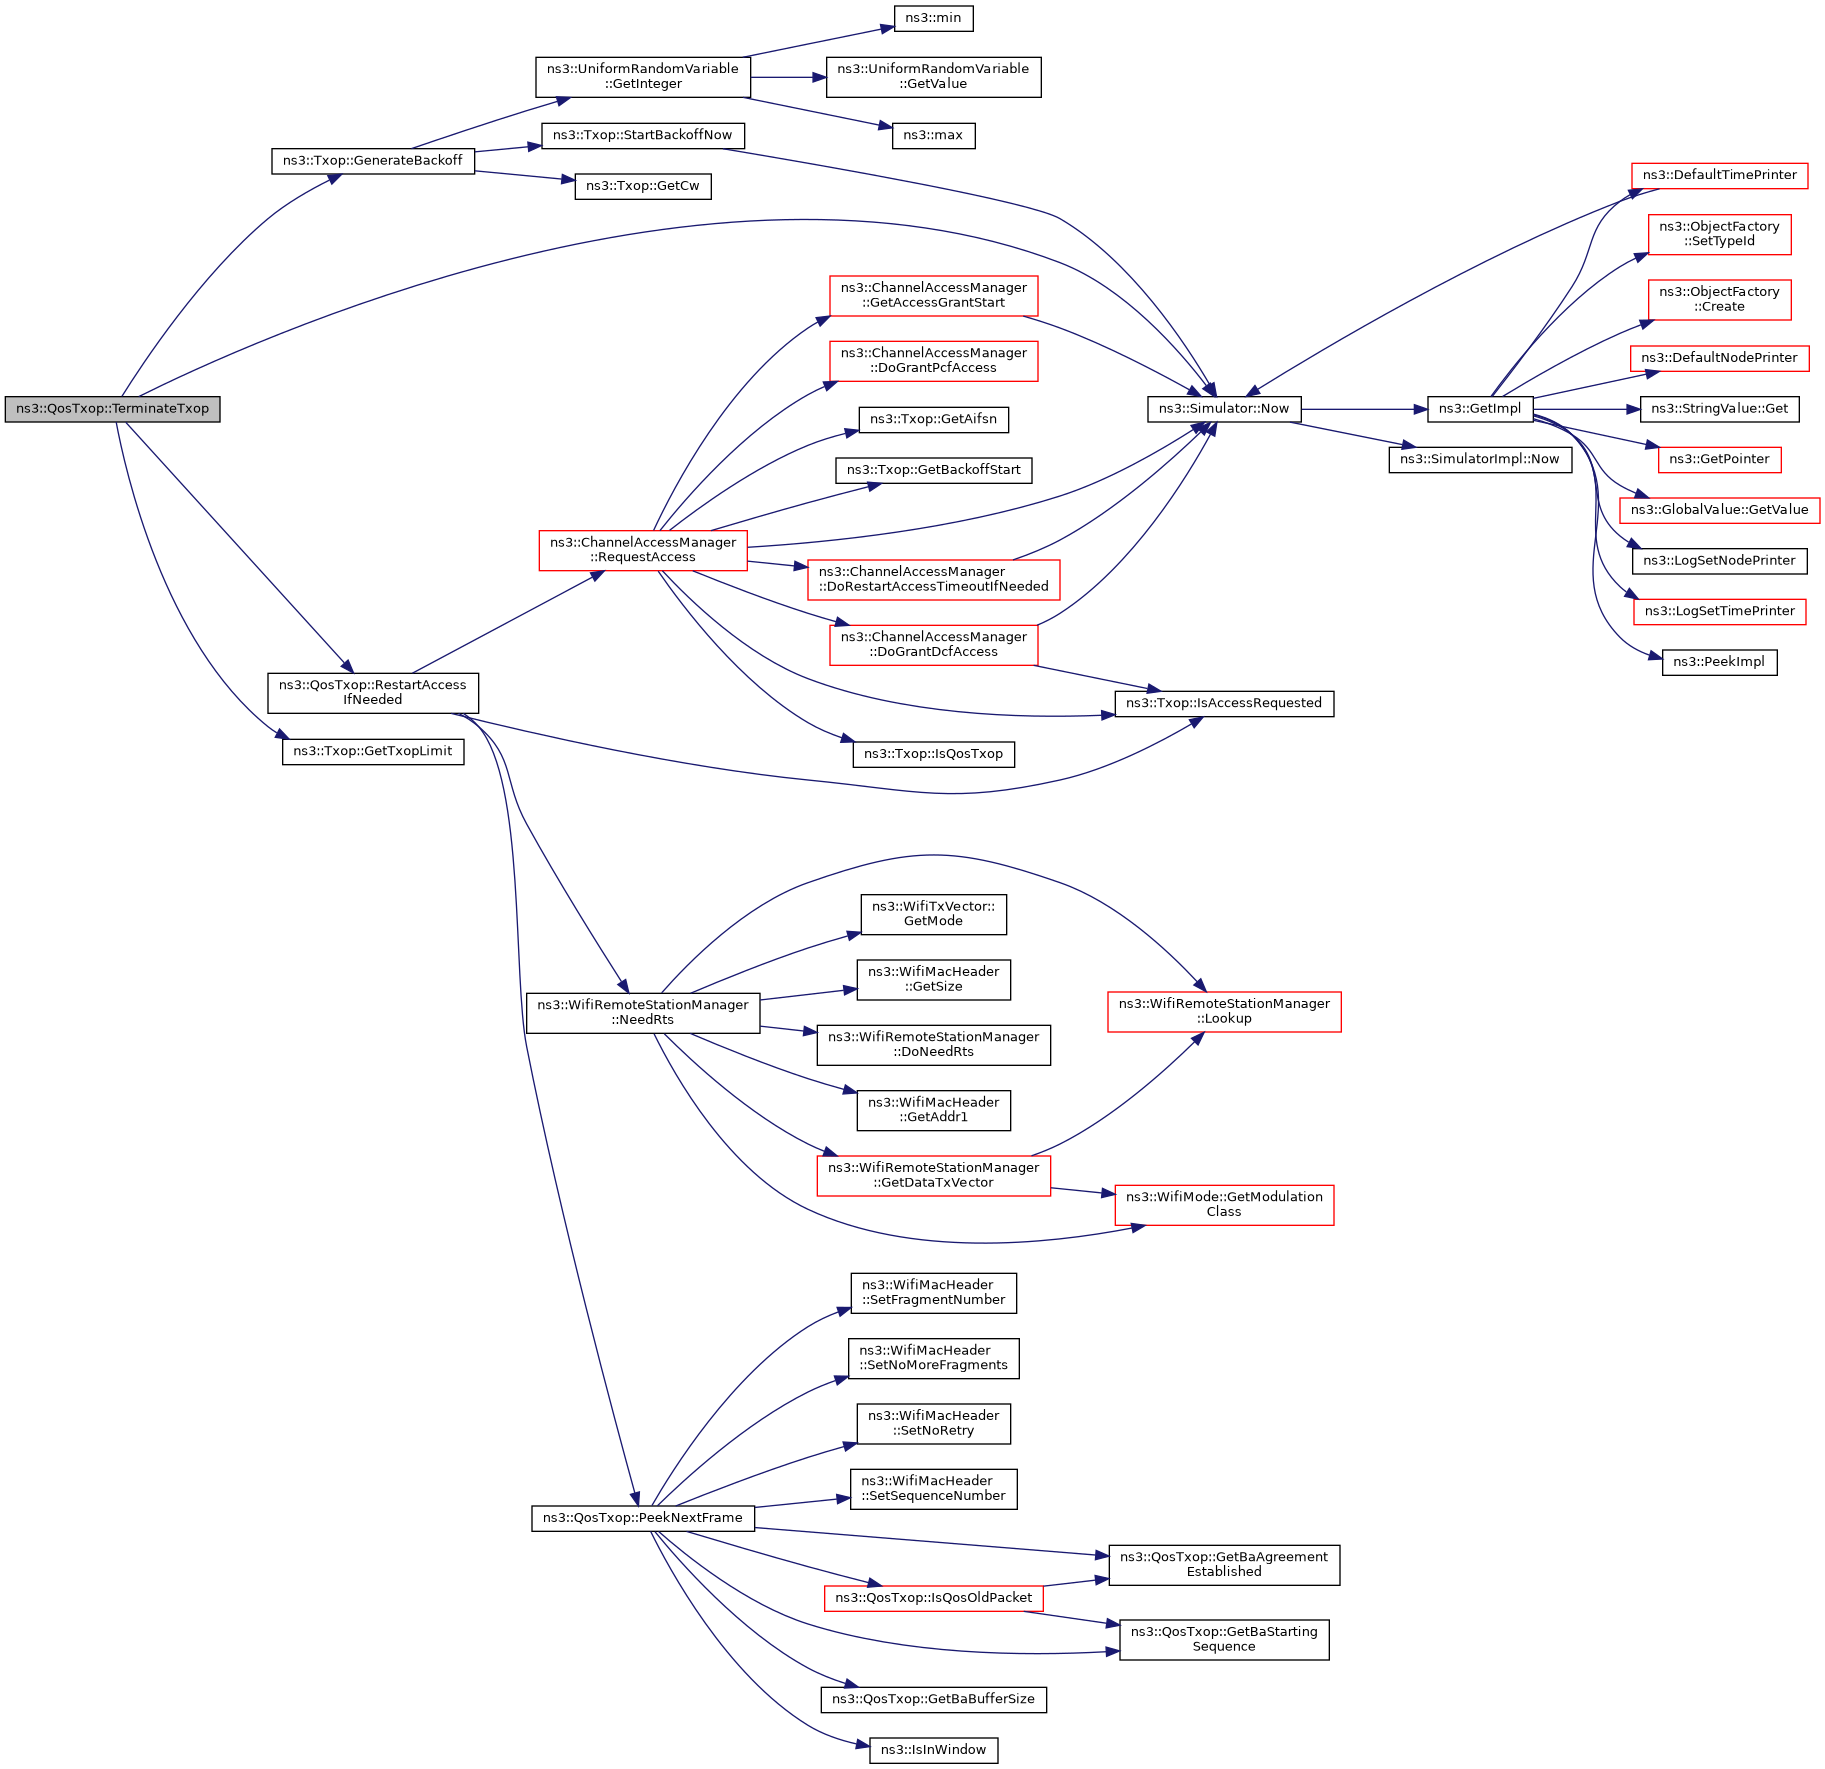 ns3::QosTxop::TerminateTxop
ns3::Txop::GenerateBackoff
ns3::QosTxop::RestartAccess
IfNeeded
ns3::Txop::GetTxopLimit
ns3::UniformRandomVariable
::GetInteger
ns3::Txop::StartBackoffNow
ns3::Txop::GetCw
ns3::ChannelAccessManager
::RequestAccess
ns3::WifiRemoteStationManager
::NeedRts
ns3::QosTxop::PeekNextFrame
ns3::min
ns3::UniformRandomVariable
::GetValue
ns3::max
ns3::ChannelAccessManager
::GetAccessGrantStart
ns3::ChannelAccessManager
::DoGrantPcfAccess
ns3::Txop::GetAifsn
ns3::Txop::GetBackoffStart
ns3::ChannelAccessManager
::DoRestartAccessTimeoutIfNeeded
ns3::ChannelAccessManager
::DoGrantDcfAccess
ns3::Txop::IsQosTxop
ns3::WifiTxVector::
GetMode
ns3::WifiMacHeader
::GetSize
ns3::WifiRemoteStationManager
::DoNeedRts
ns3::WifiMacHeader
::GetAddr1
ns3::WifiRemoteStationManager
::GetDataTxVector
ns3::WifiMacHeader
::SetFragmentNumber
ns3::WifiMacHeader
::SetNoMoreFragments
ns3::WifiMacHeader
::SetNoRetry
ns3::WifiMacHeader
::SetSequenceNumber
ns3::QosTxop::IsQosOldPacket
ns3::QosTxop::GetBaBufferSize
ns3::IsInWindow
ns3::Simulator::Now
ns3::Txop::IsAccessRequested
ns3::WifiRemoteStationManager
::Lookup
ns3::WifiMode::GetModulation
Class
ns3::QosTxop::GetBaAgreement
Established
ns3::QosTxop::GetBaStarting
Sequence
ns3::GetImpl
ns3::SimulatorImpl::Now
ns3::DefaultTimePrinter
ns3::ObjectFactory
::SetTypeId
ns3::ObjectFactory
::Create
ns3::DefaultNodePrinter
ns3::StringValue::Get
ns3::GetPointer
ns3::GlobalValue::GetValue
ns3::LogSetNodePrinter
ns3::LogSetTimePrinter
ns3::PeekImpl